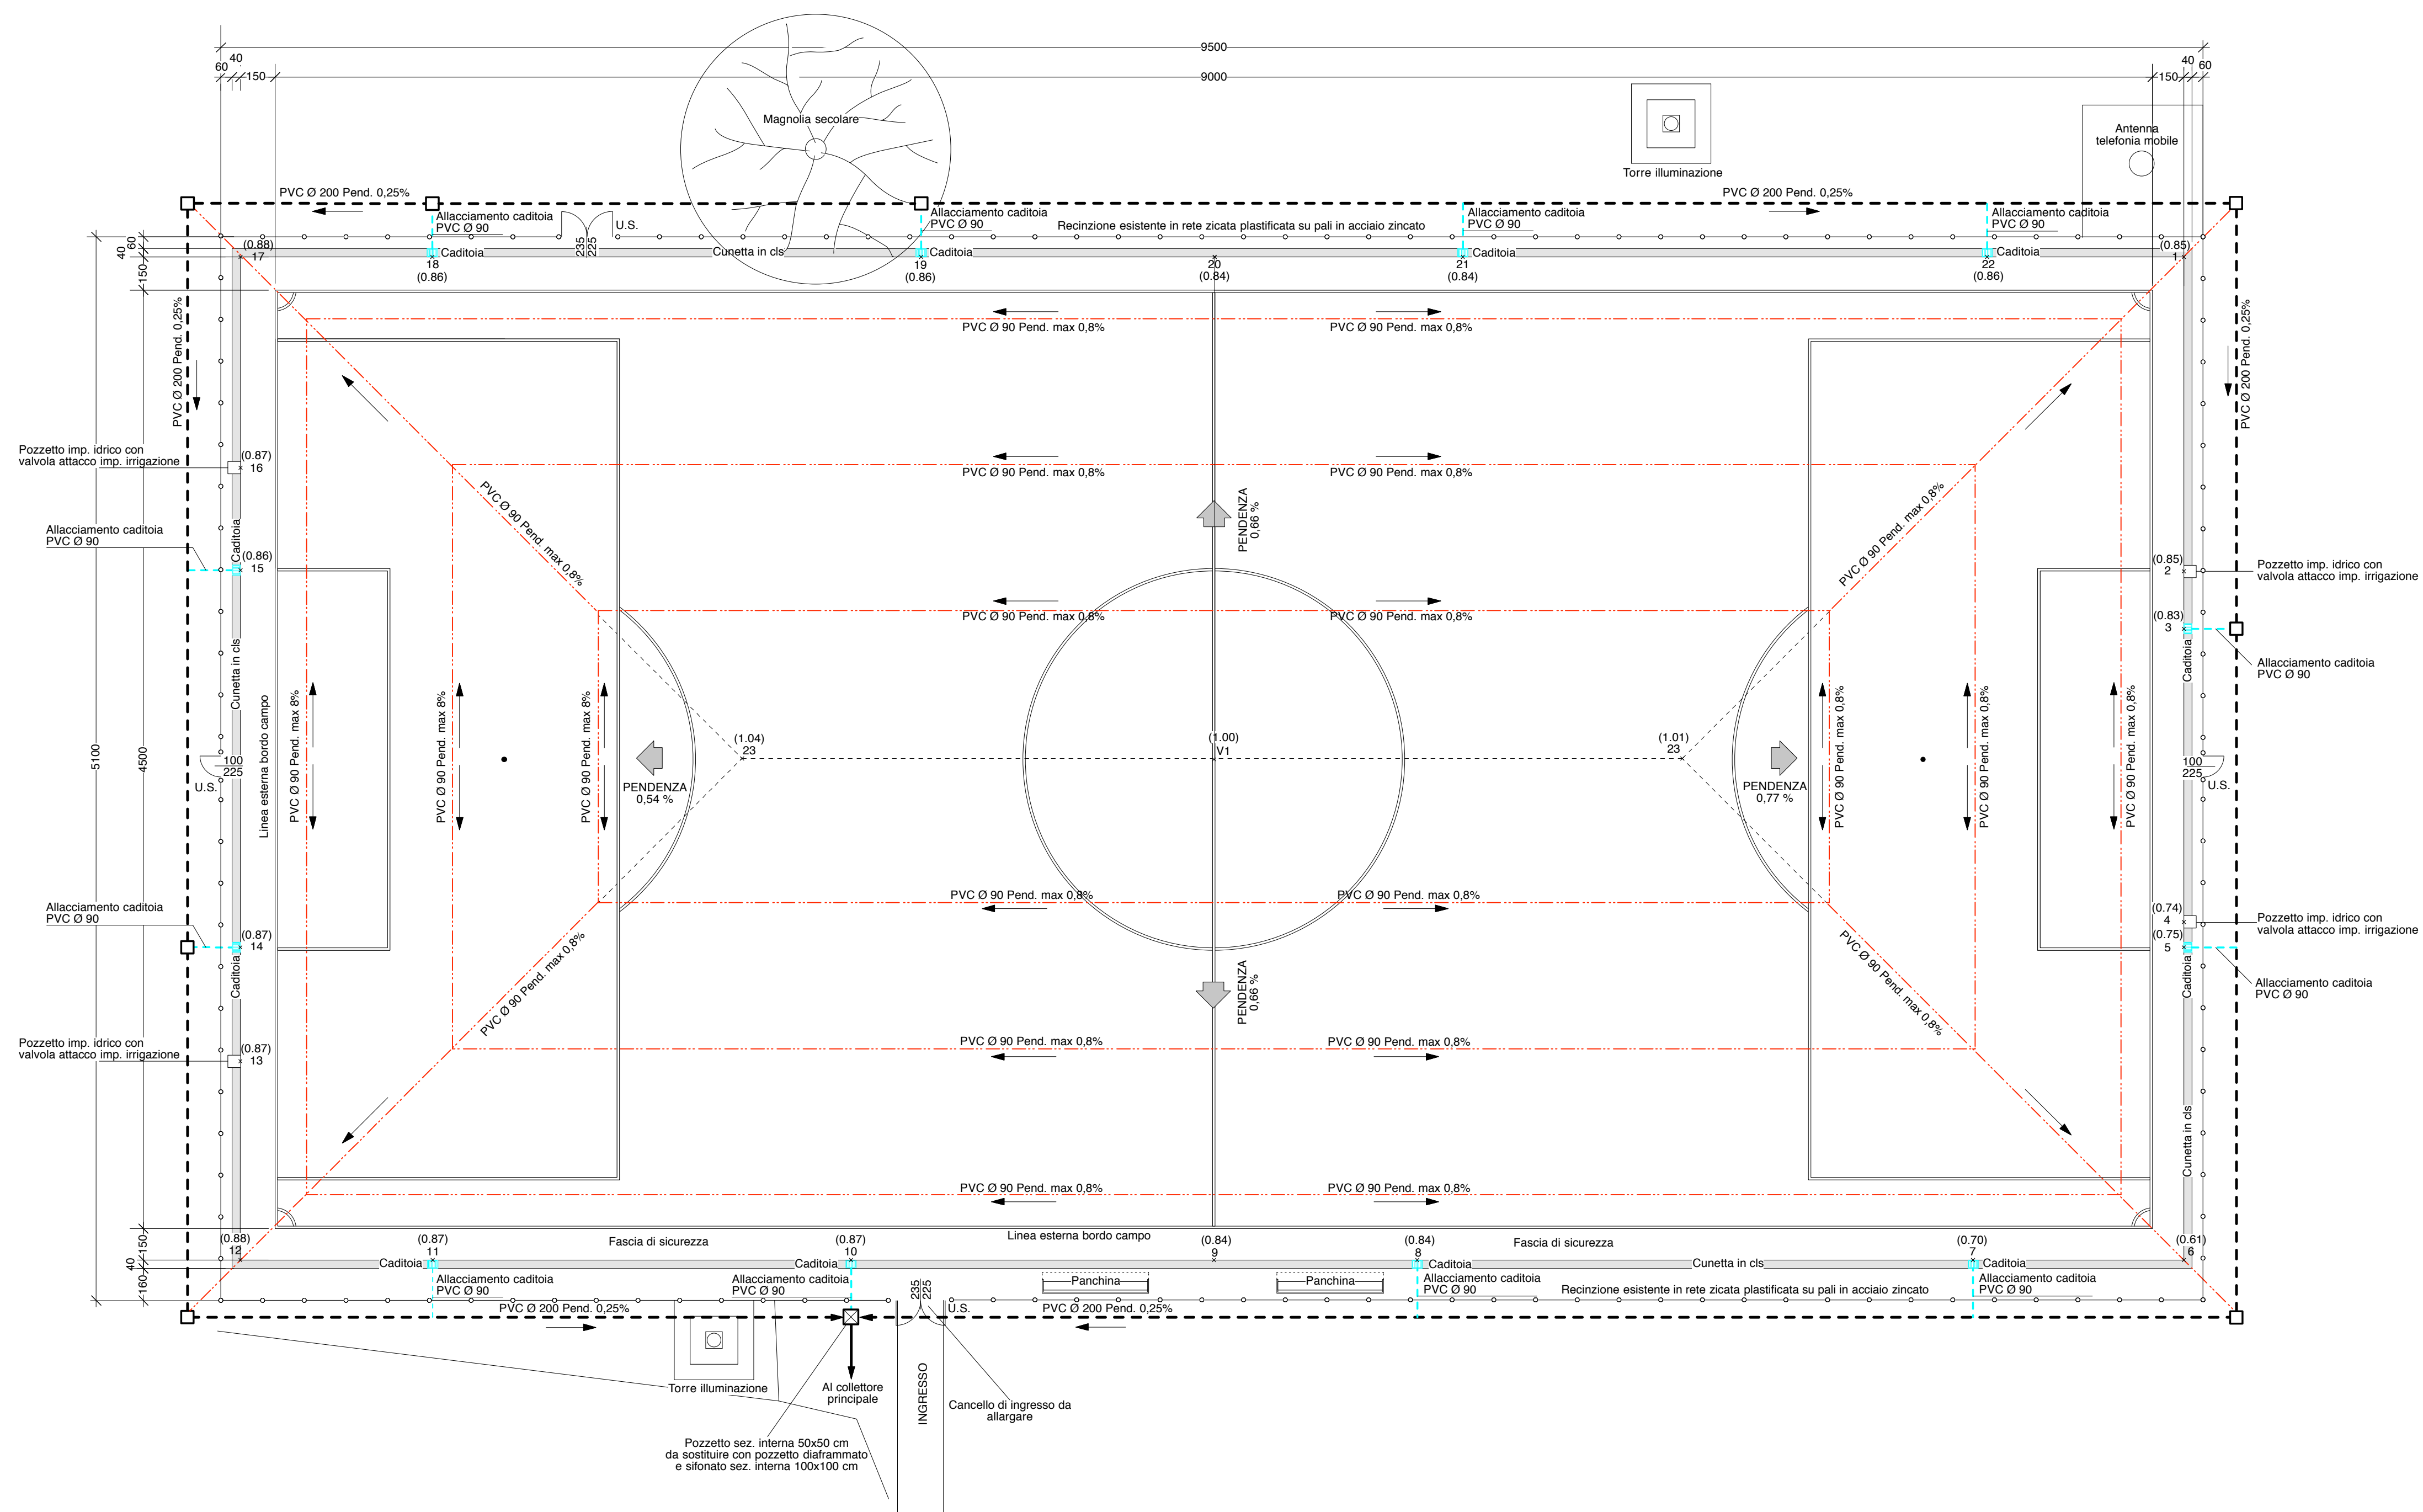 9500
60
40
150
9000
150
40
60
Magnolia secolare
Torre illuminazione
Antenna
telefonia mobile
PVC Ø 200 Pend. 0,25%
PVC Ø 200 Pend. 0,25%
Allacciamento caditoia
PVC Ø 90
U.S.
235
225
Allacciamento caditoia
PVC Ø 90
Recinzione esistente in rete zicata plastificata su pali in acciaio zincato
Allacciamento caditoia
PVC Ø 90
Allacciamento caditoia
PVC Ø 90
60
40
150
(0.88)
17
Caditoia
18
(0.86)
Cunetta in cls
Caditoia
19
(0.86)
20
(0.84)
Caditoia
21
(0.84)
Caditoia
22
(0.86)
(0.85)
1
PVC Ø 200 Pend. 0,25%
PVC Ø 200 Pend. 0,25%
PVC Ø 90 Pend. max 0,8%
PVC Ø 90 Pend. max 0,8%
Pozzetto imp. idrico con
valvola attacco imp. irrigazione
(0.87)
16
PVC Ø 90 Pend. max 0,8%
PVC Ø 90 Pend. max 0,8%
PVC Ø 90 Pend. max 0,8%
PVC Ø 90 Pend. max 0,8%
PENDENZA
0,66 %
Allacciamento caditoia
PVC Ø 90
Caditoia
(0.86)
15
(0.85)
2
Pozzetto imp. idrico con
valvola attacco imp. irrigazione
PVC Ø 90 Pend. max 0,8%
PVC Ø 90 Pend. max 0,8%
(0.83)
3
Caditoia
Allacciamento caditoia
PVC Ø 90
Cunetta in cls
Linea esterna bordo campo
5100
4500
PVC Ø 90 Pend. max 8%
PVC Ø 90 Pend. max 8%
PVC Ø 90 Pend. max 8%
(1.04)
23
(1.00)
V1
(1.01)
23
PVC Ø 90 Pend. max 0,8%
PVC Ø 90 Pend. max 0,8%
PVC Ø 90 Pend. max 0,8%
100
225
U.S.
PENDENZA
0,54 %
PENDENZA
0,77 %
100
225
U.S.
Allacciamento caditoia
PVC Ø 90
(0.87)
14
Caditoia
PVC Ø 90 Pend. max 0,8%
PVC Ø 90 Pend. max 0,8%
(0.74)
4
Pozzetto imp. idrico con
valvola attacco imp. irrigazione
(0.75)
5
Caditoia
Allacciamento caditoia
PVC Ø 90
PVC Ø 90 Pend. max 0,8%
PENDENZA
0,66 %
PVC Ø 90 Pend. max 0,8%
Pozzetto imp. idrico con
valvola attacco imp. irrigazione
(0.87)
13
PVC Ø 90 Pend. max 0,8%
PVC Ø 90 Pend. max 0,8%
Cunetta in cls
PVC Ø 90 Pend. max 0,8%
PVC Ø 90 Pend. max 0,8%
150
40
160
(0.88)
12
(0.87)
11
Caditoia
Fascia di sicurezza
(0.87)
10
Caditoia
Linea esterna bordo campo
(0.84)
9
(0.84)
8
Caditoia
Fascia di sicurezza
Cunetta in cls
(0.70)
7
Caditoia
(0.61)
6
Allacciamento caditoia
PVC Ø 90
Allacciamento caditoia
PVC Ø 90
235
225
Panchina
Panchina
Allacciamento caditoia
PVC Ø 90
Recinzione esistente in rete zicata plastificata su pali in acciaio zincato
Allacciamento caditoia
PVC Ø 90
PVC Ø 200 Pend. 0,25%
U.S.
PVC Ø 200 Pend. 0,25%
Torre illuminazione
Al collettore
principale
INGRESSO
Cancello di ingresso da
allargare
Pozzetto sez. interna 50x50 cm
da sostituire con pozzetto diaframmato
e sifonato sez. interna 100x100 cm